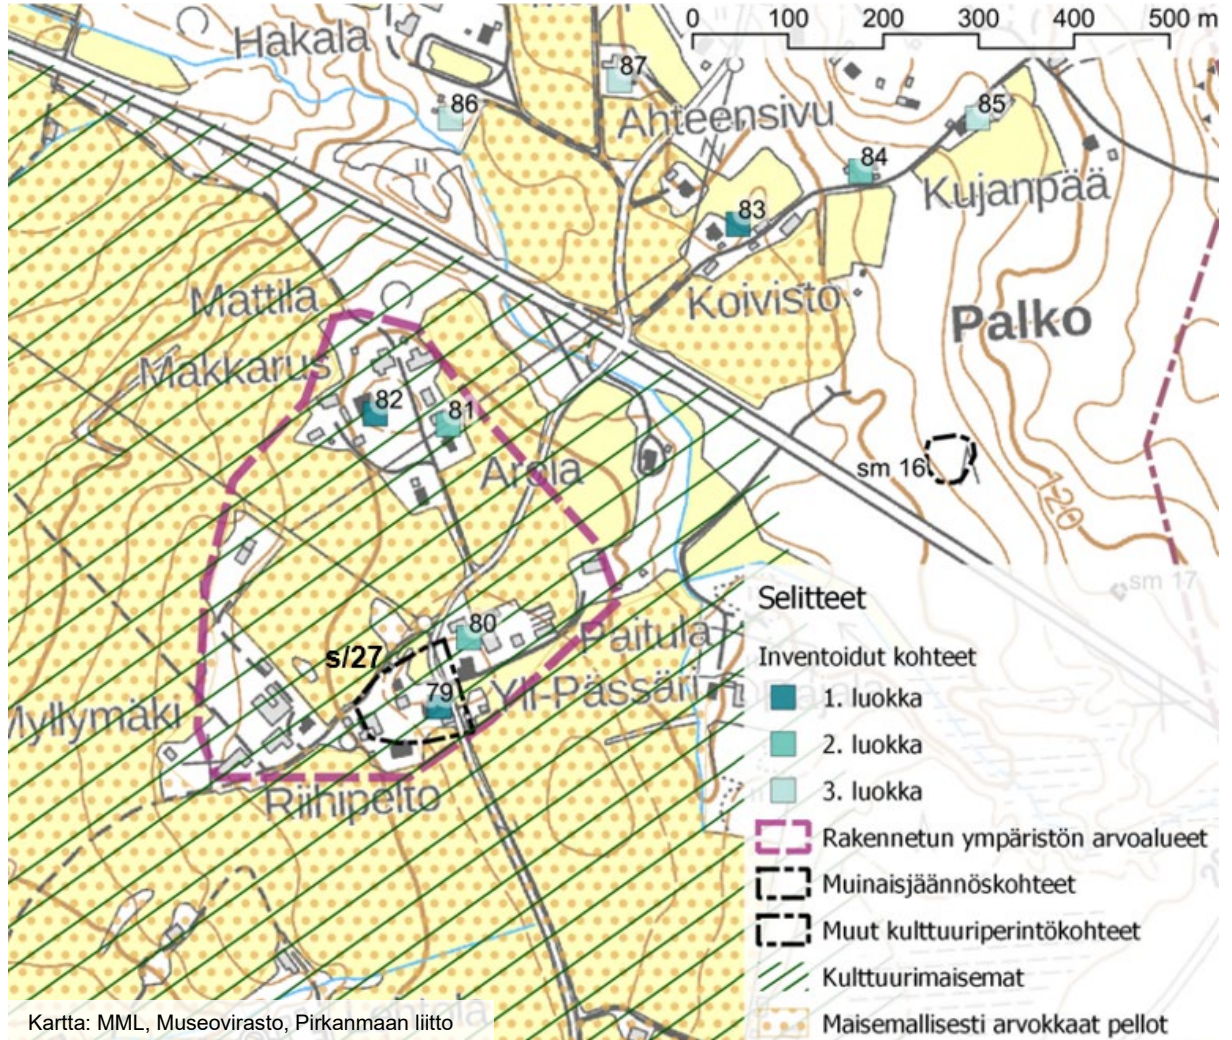 0 100 200 300 400 500 m
Hakala
87
86
Ahteensivu
85
84
Kujanpää
83
Mattila
Koivisto
Palko
Makkarus
82
81
Arola
sm 16
120
sm 17
80
Paitula
s/27
79
Yli-Pässäri
Myllymäki
Riihipelto
Selitteet
Inventoidut kohteet
1. luokka
2. luokka
3. luokka
Rakennetun ympäristön arvoalueet
Muinaisjäännöskohteet
Muut kulttuuriperintökohteet
Kulttuurimaisemat
Maisemallisesti arvokkaat pellot
Kartta: MML, Museovirasto, Pirkanmaan liitto